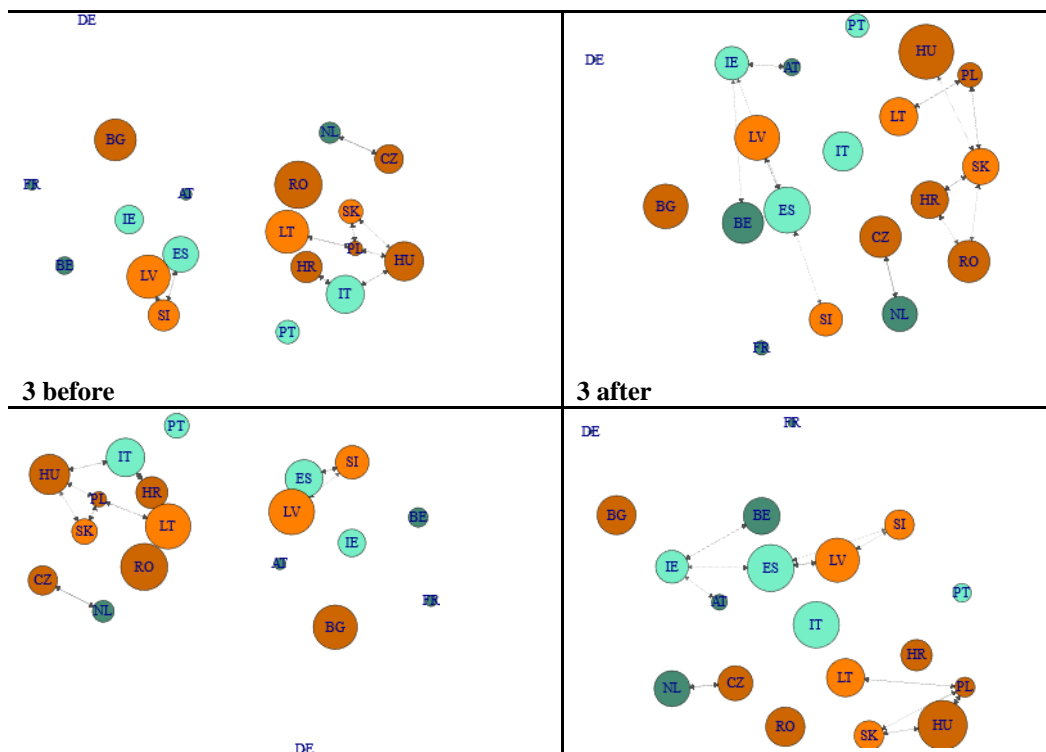 DE
BG
NL
CZ
FR
AT
RO
IE
SK
LT
PL
ES
HU
BE
HR
LV
IT
SI
PT
3 before
PT
DE
IE
AT
HU
PL
LT
LV
IT
SK
BG
HR
BE
ES
CZ
RO
SI
NL
FR
3 after
PT
IT
HU
HR
PL
SK
LT
RO
CZ
NL
SI
ES
LV
BE
IE
AT
FR
BG
DE
DE
FR
BG
BE
SI
IE
ES
LV
AT
PT
IT
HR
NL
CZ
LT
PL
RO
SK
HU